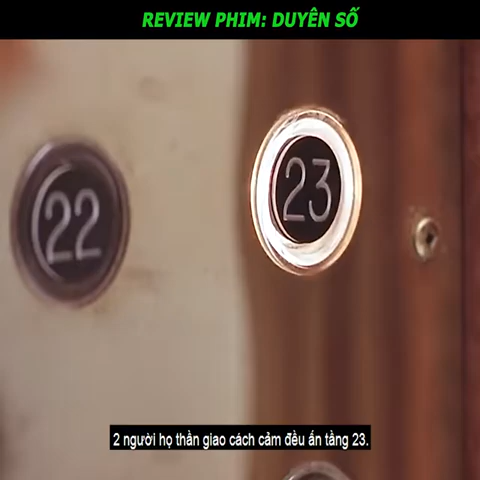 REVIEW PHIM: DUYÊN SỐ
22
23
2 người họ thần giao cách cảm đều ấn tầng 23.